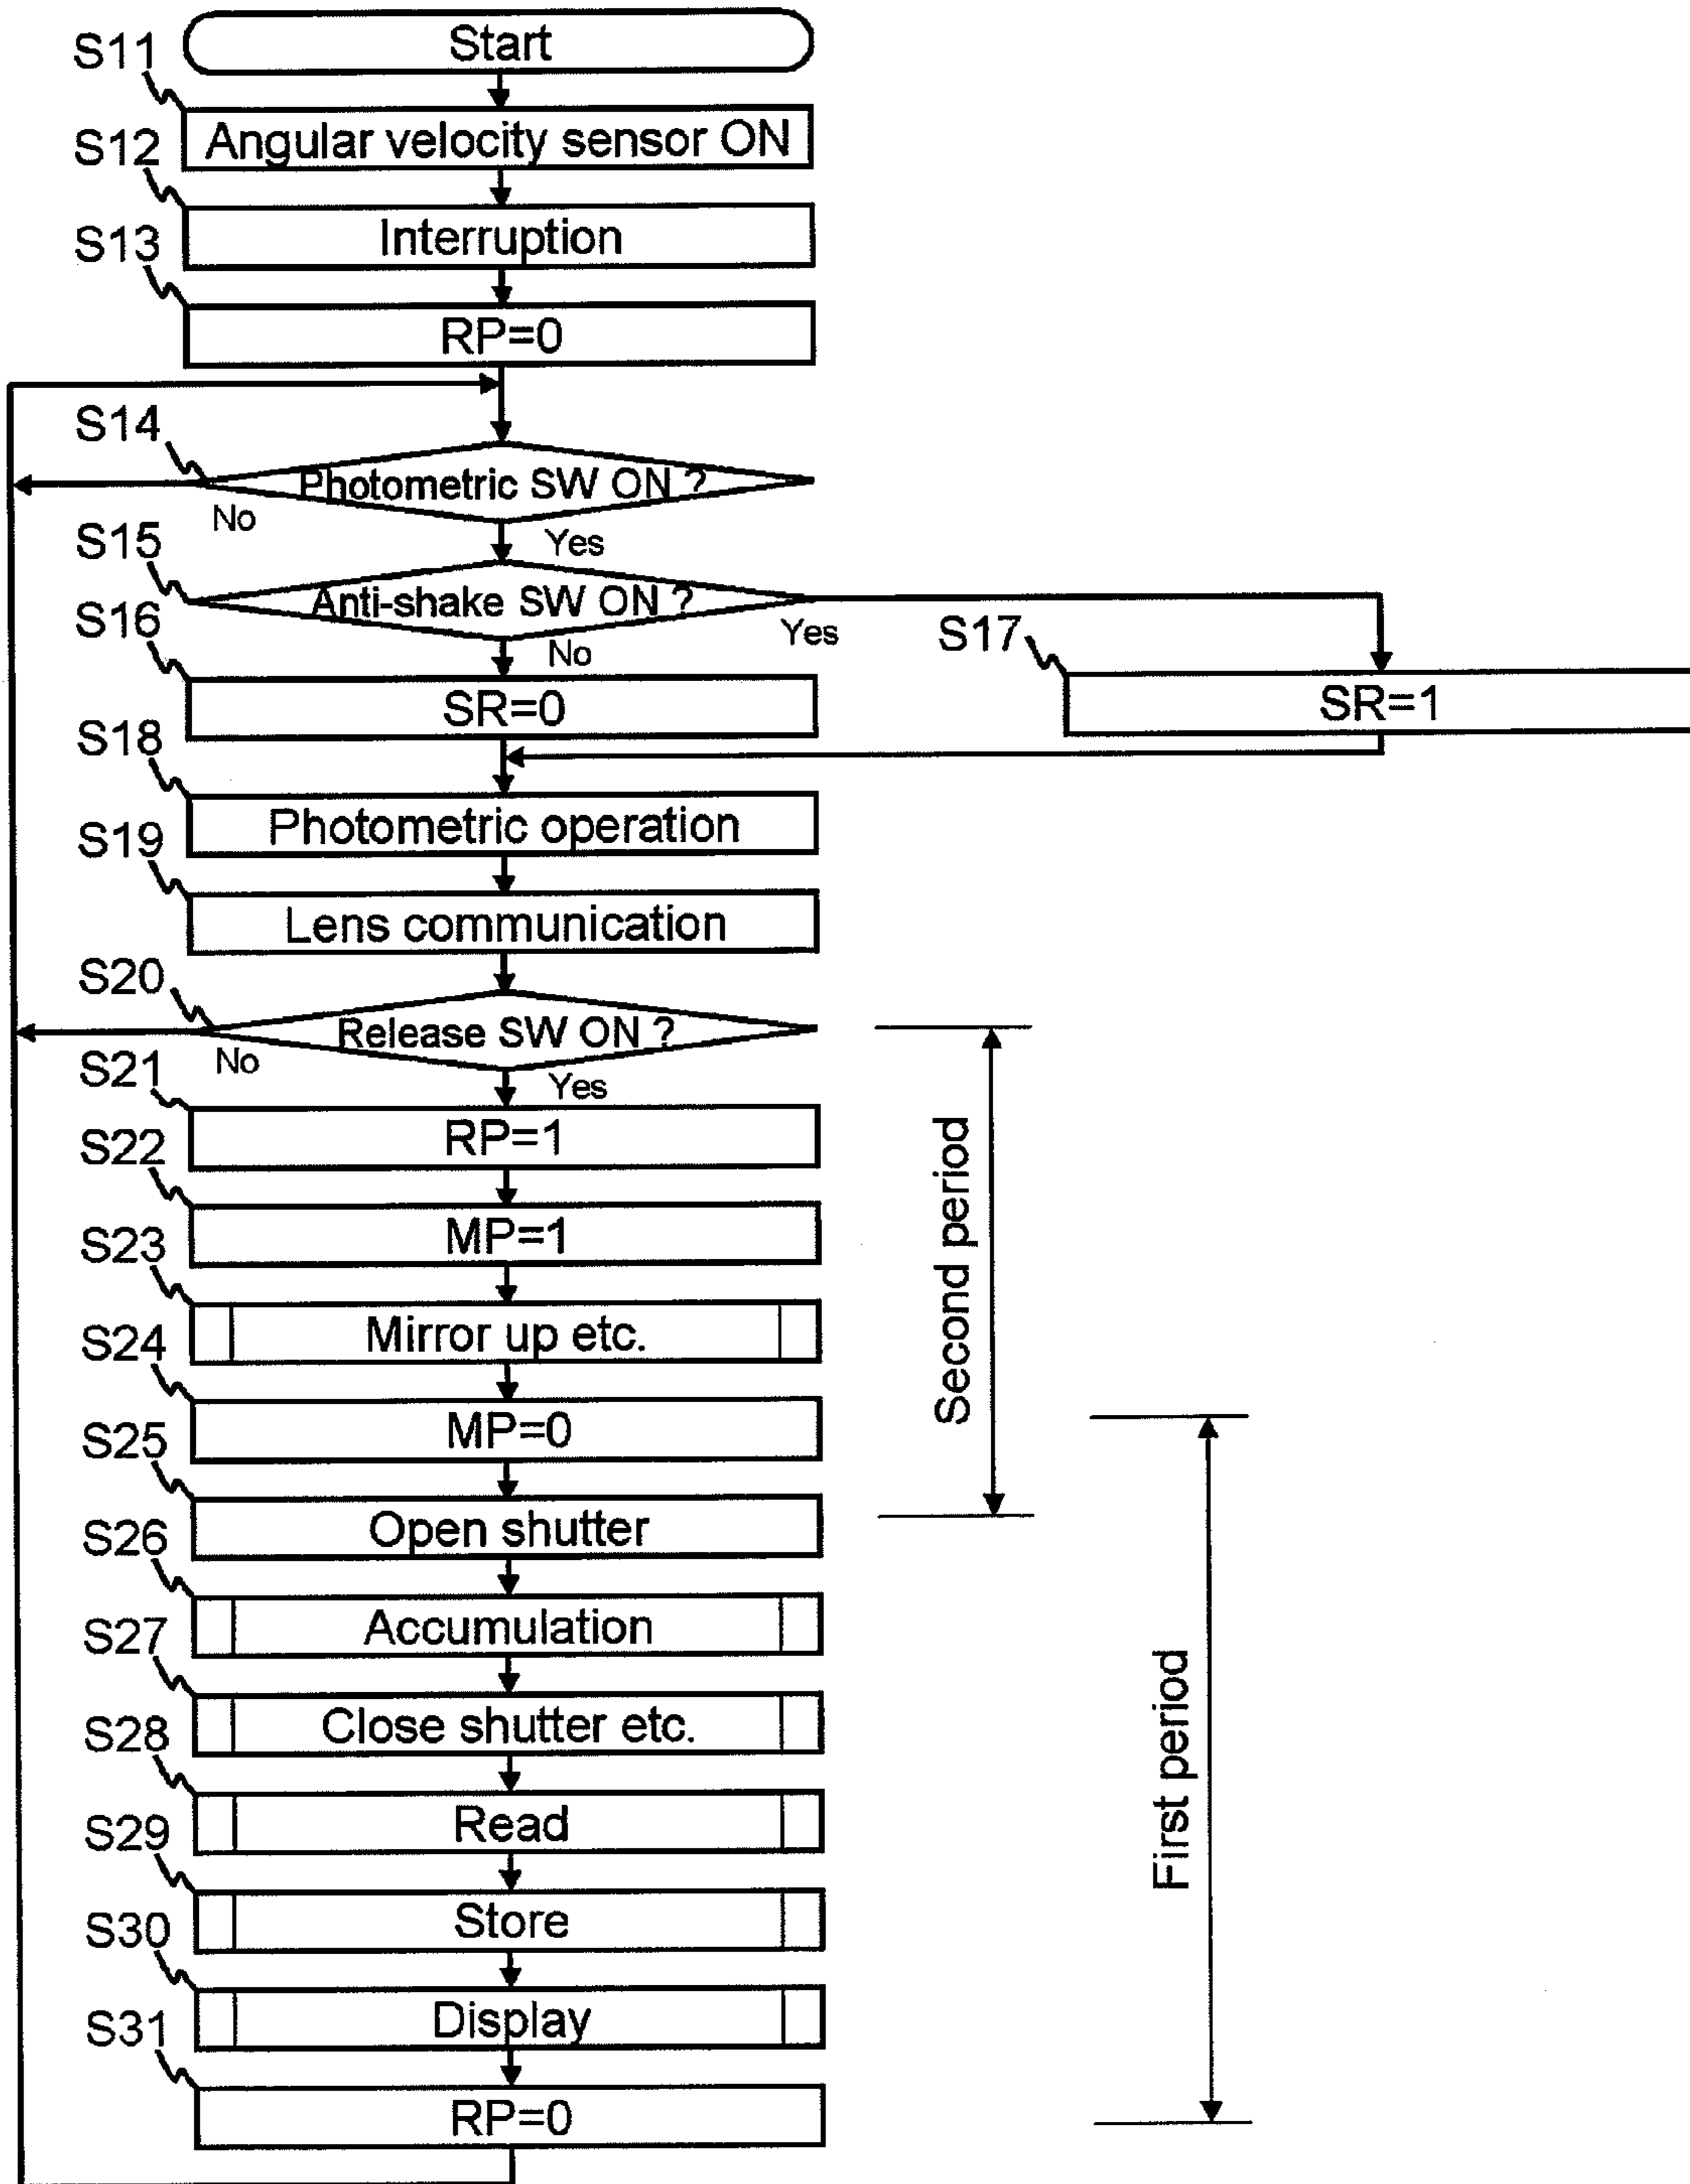 Start
S11
Angular velocity sensor ON
S12
Interruption
S13
RP=0
S14
Photometric SW ON ?
No
Yes
S15
Anti-shake SW ON ?
Yes
No
S16
SR=0
S17
SR=1
S18
Photometric operation
S19
Lens communication
S20
Release SW ON ?
No
Yes
S21
RP=1
S22
MP=1
S23
Mirror up etc.
S24
MP=0
S25
Open shutter
Second period
S26
Accumulation
S27
Close shutter etc.
S28
Read
S29
Store
S30
Display
S31
RP=0
First period